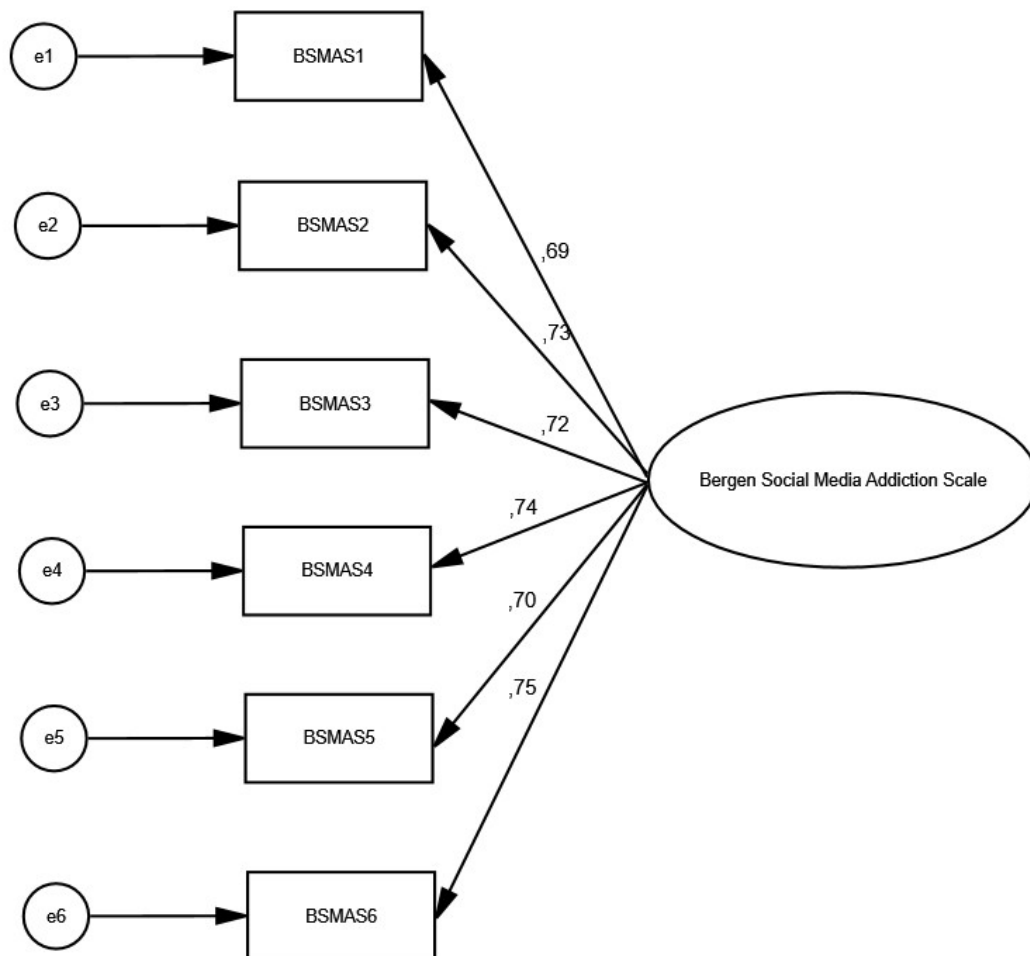 e1
BSMAS1
e2
BSMAS2
,69
,73
e3
BSMAS3
,72
Bergen Social Media Addiction Scale
,74
e4
BSMAS4
,70
,75
e5
BSMAS5
e6
BSMAS6